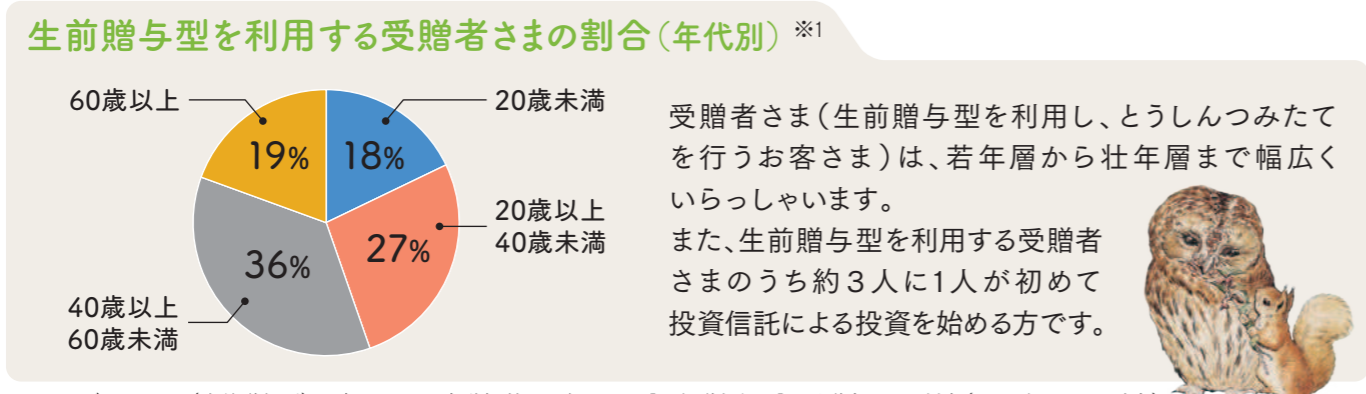 生前贈与型を利用する受贈者さまの割合（年代別）※1
60歳以上
20歳未満
19%
18%
20歳以上
40歳未満
27%
36%
40歳以上
60歳未満
受贈者さま（生前贈与型を利用し、とうしんつみたて
を行うお客さま）は、若年層から壮年層まで幅広く
いらっしゃいます。
また、生前贈与型を利用する受贈者
さまのうち約3人に1人が初めて
投資信託による投資を始める方です。